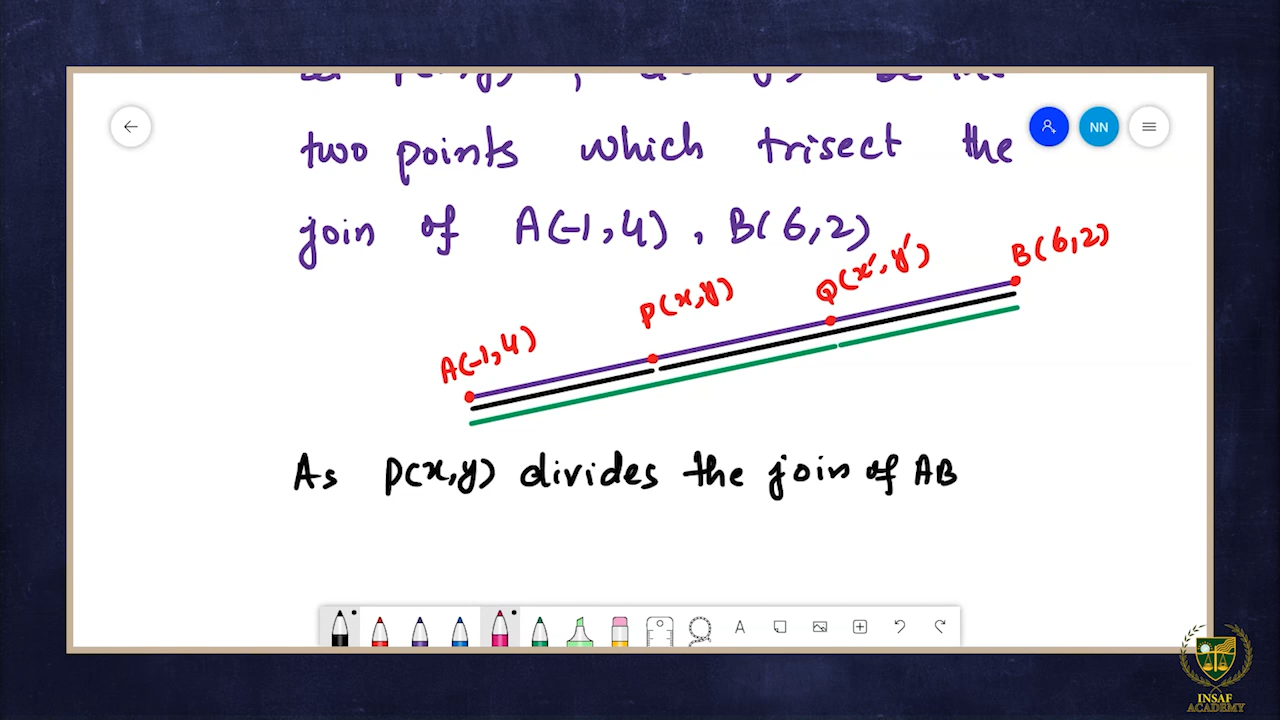 two points which trisect the
join of A(-1,4), B(6,2)
B(6,2)
Q(x',y')
P(x,y)
A(-1,4)
As P(x,y) divides the join of AB
NN
A
INSAF
ACADEMY